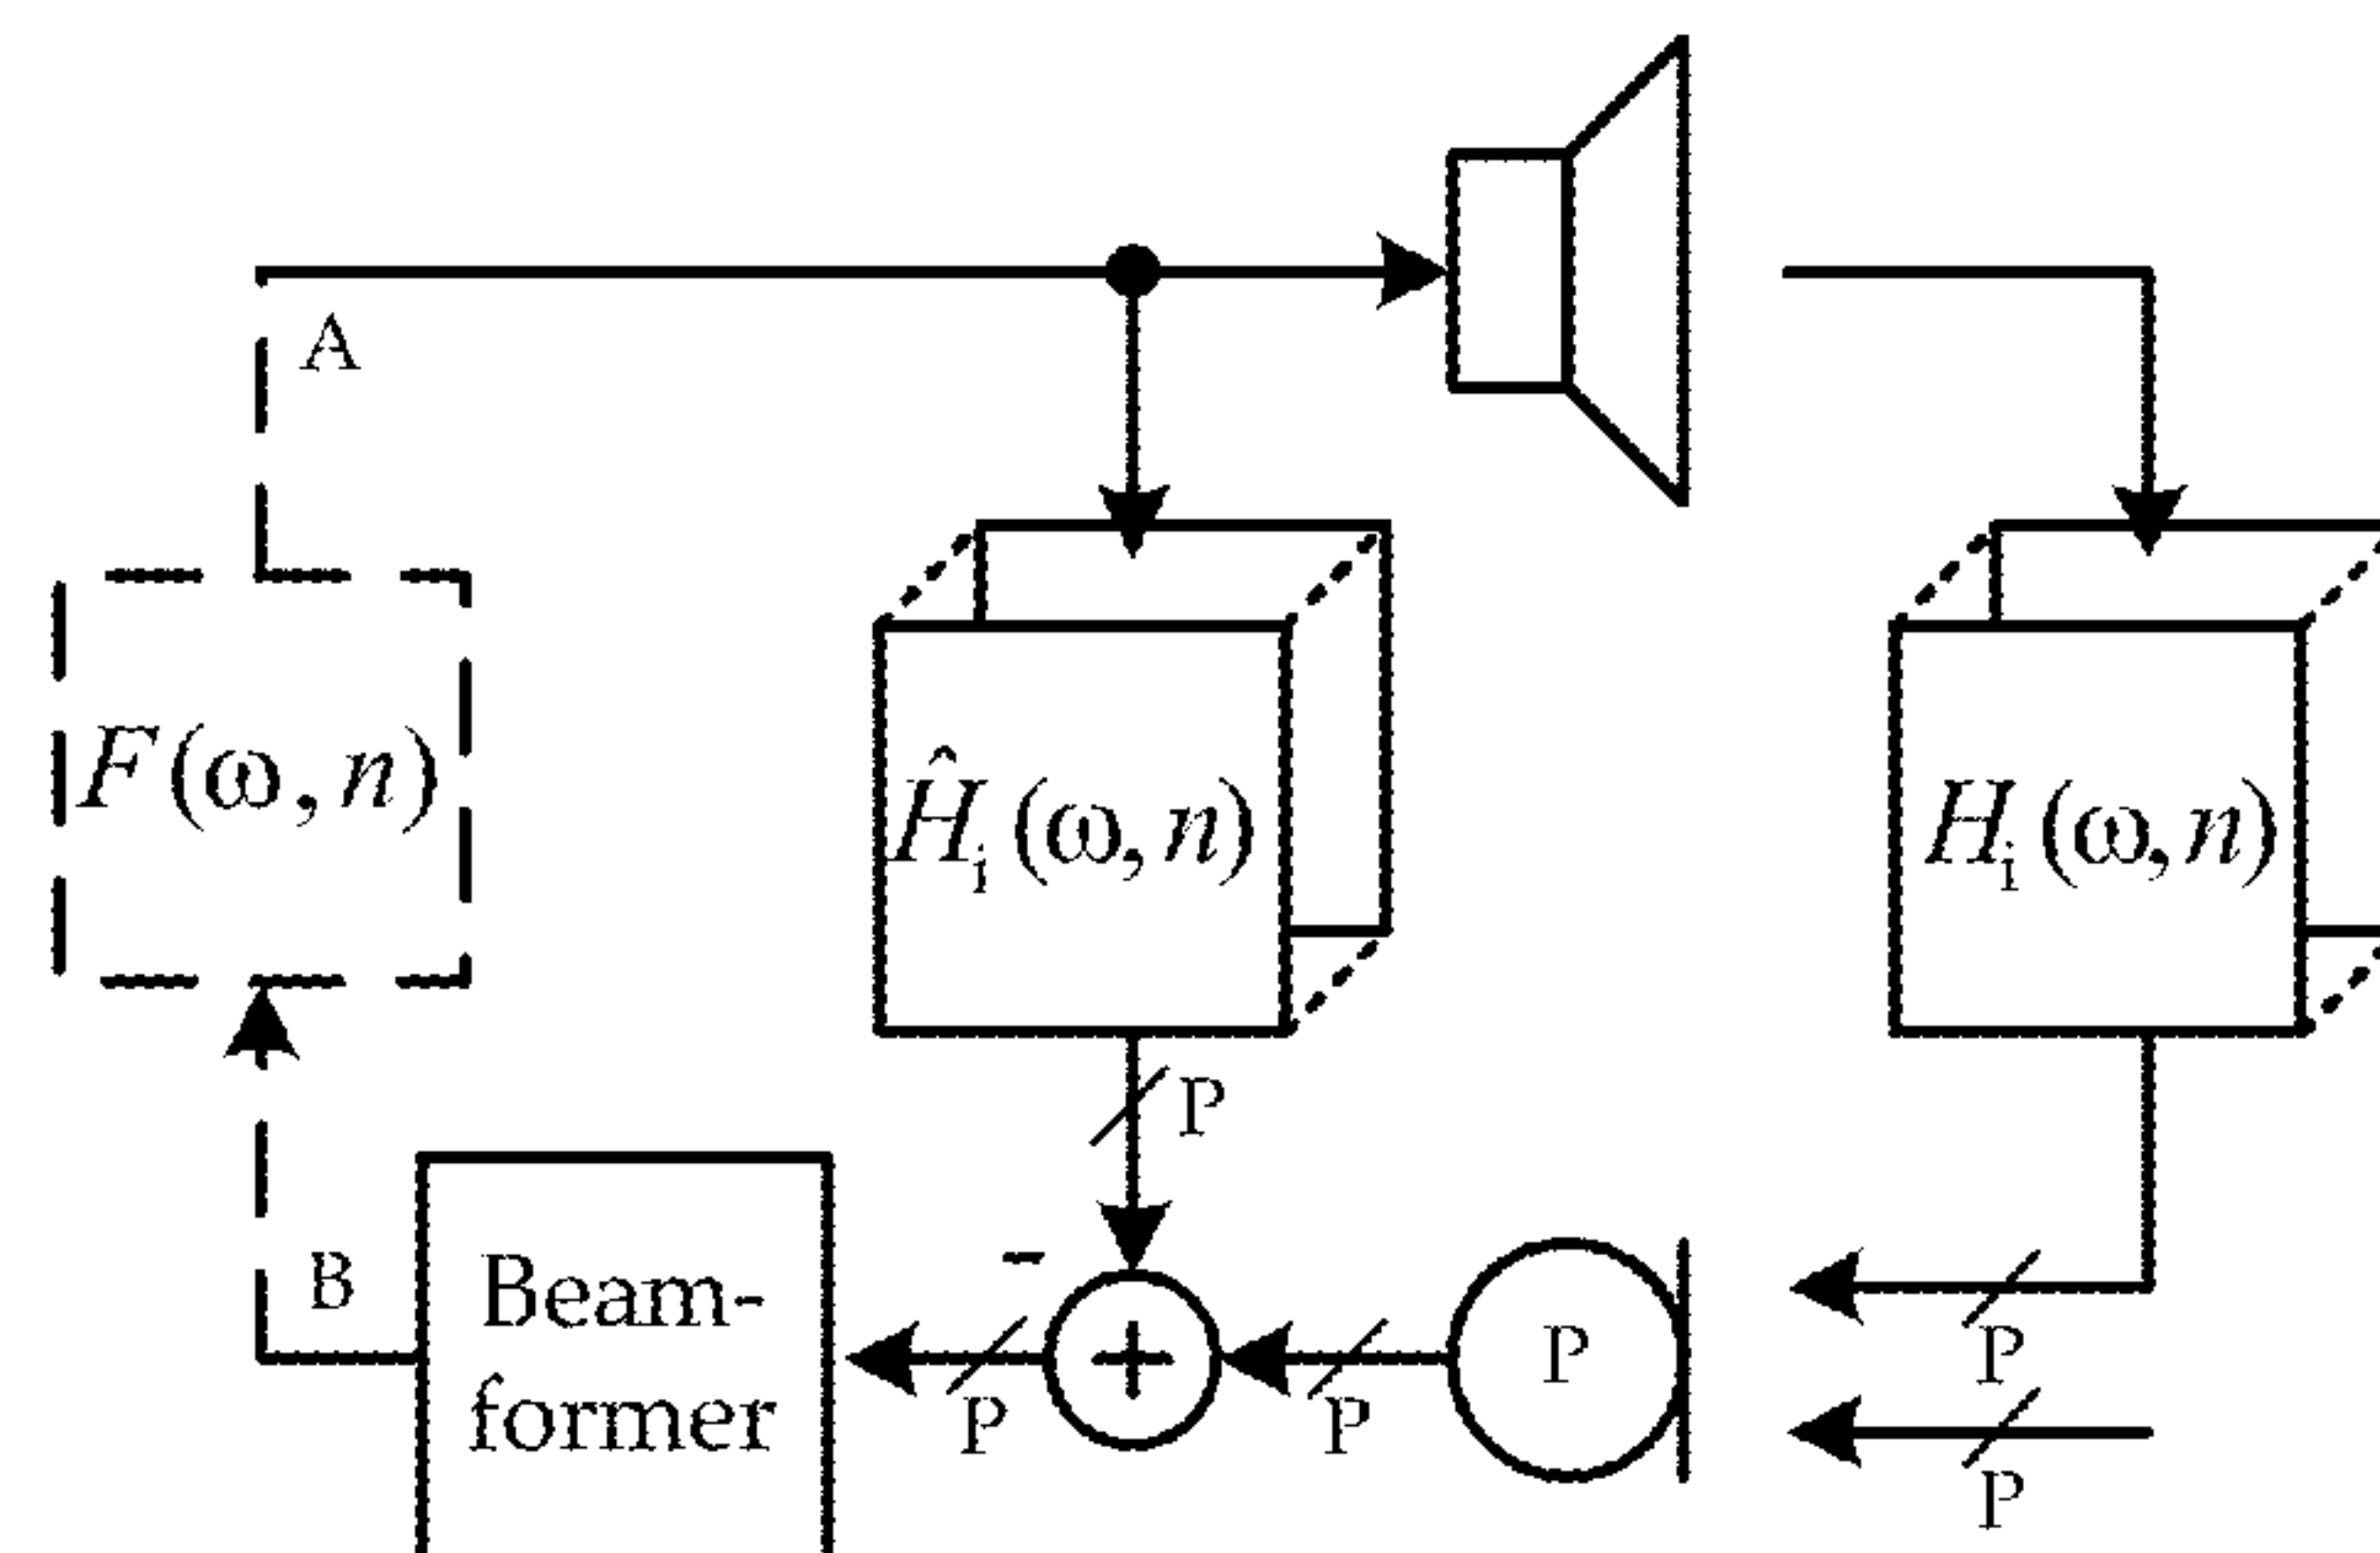 A
F(ω,n)
Ĥᵢ(ω,n)
Hᵢ(ω,n)
P
B
Beam-
former
-
+
P
P
P
P
P